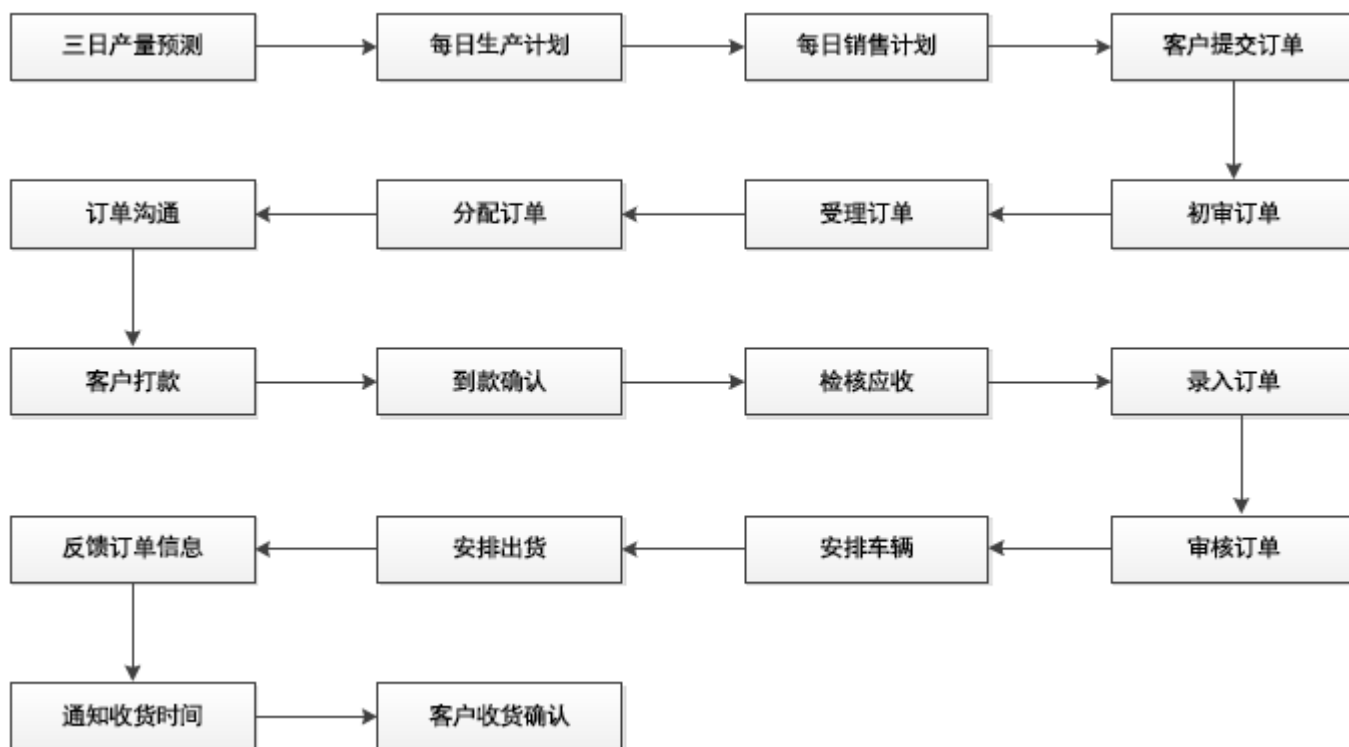 三日产量预测
每日生产计划
每日销售计划
客户提交订单
初审订单
受理订单
分配订单
订单沟通
客户打款
到款确认
检核应收
录入订单
审核订单
安排车辆
安排出货
反馈订单信息
通知收货时间
客户收货确认